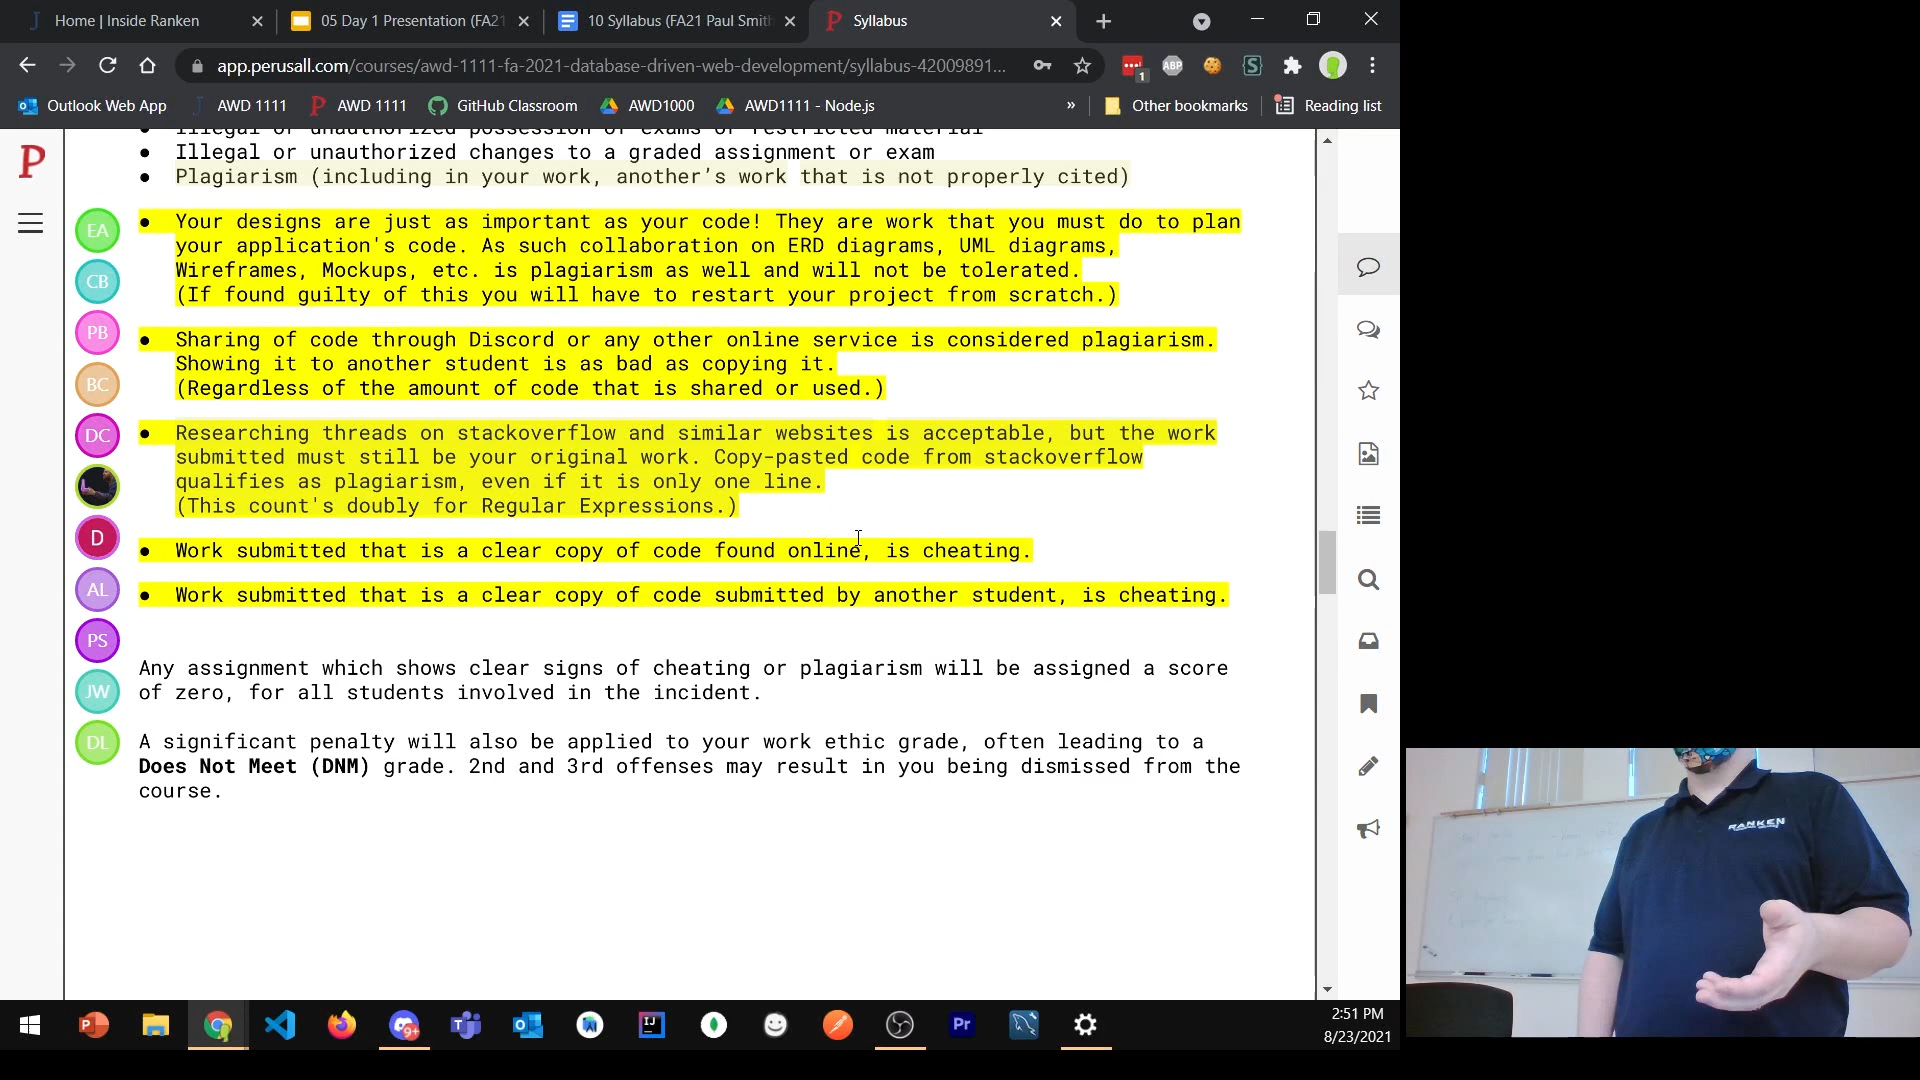 Home | Inside Ranken
05 Day 1 Presentation (FA21
10 Syllabus (FA21 Paul Smith
Syllabus
app.perusall.com/courses/awd-1111-fa-2021-database-driven-web-development/syllabus-42009891...
1
ABP
Outlook Web App
AWD 1111
AWD 1111
GitHub Classroom
AWD1000
AWD1111 - Node.js
»
Other bookmarks
Reading list
● Illegal or unauthorized possession of exams or restricted material
● Illegal or unauthorized changes to a graded assignment or exam
● Plagiarism (including in your work, another’s work that is not properly cited)
● Your designs are just as important as your code! They are work that you must do to plan
your application's code. As such collaboration on ERD diagrams, UML diagrams,
Wireframes, Mockups, etc. is plagiarism as well and will not be tolerated.
(If found guilty of this you will have to restart your project from scratch.)
● Sharing of code through Discord or any other online service is considered plagiarism.
Showing it to another student is as bad as copying it.
(Regardless of the amount of code that is shared or used.)
● Researching threads on stackoverflow and similar websites is acceptable, but the work
submitted must still be your original work. Copy-pasted code from stackoverflow
qualifies as plagiarism, even if it is only one line.
(This count's doubly for Regular Expressions.)
● Work submitted that is a clear copy of code found online, is cheating.
● Work submitted that is a clear copy of code submitted by another student, is cheating.
Any assignment which shows clear signs of cheating or plagiarism will be assigned a score
of zero, for all students involved in the incident.
A significant penalty will also be applied to your work ethic grade, often leading to a
Does Not Meet (DNM) grade. 2nd and 3rd offenses may result in you being dismissed from the
course.
EA
CB
PB
BC
DC
D
AL
PS
JW
DL
RANKEN
9+
Pr
2:51 PM
8/23/2021